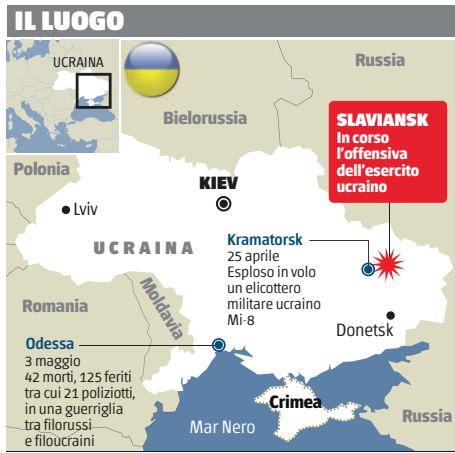 IL LUOGO
UCRAINA
Russia
Bielorussia
SLAVIANSK
In corso
l'offensiva
dell'esercito
ucraino
Polonia
KIEV
Lviv
UCRAINA
Kramatorsk
25 aprile
Esploso in volo
un elicottero
militare ucraino
Mi-8
Moldavia
Romania
Donetsk
Odessa
3 maggio
42 morti, 125 feriti
tra cui 21 poliziotti,
in una guerriglia
tra filorussi
e filoucraini
Crimea
Mar Nero
Russia